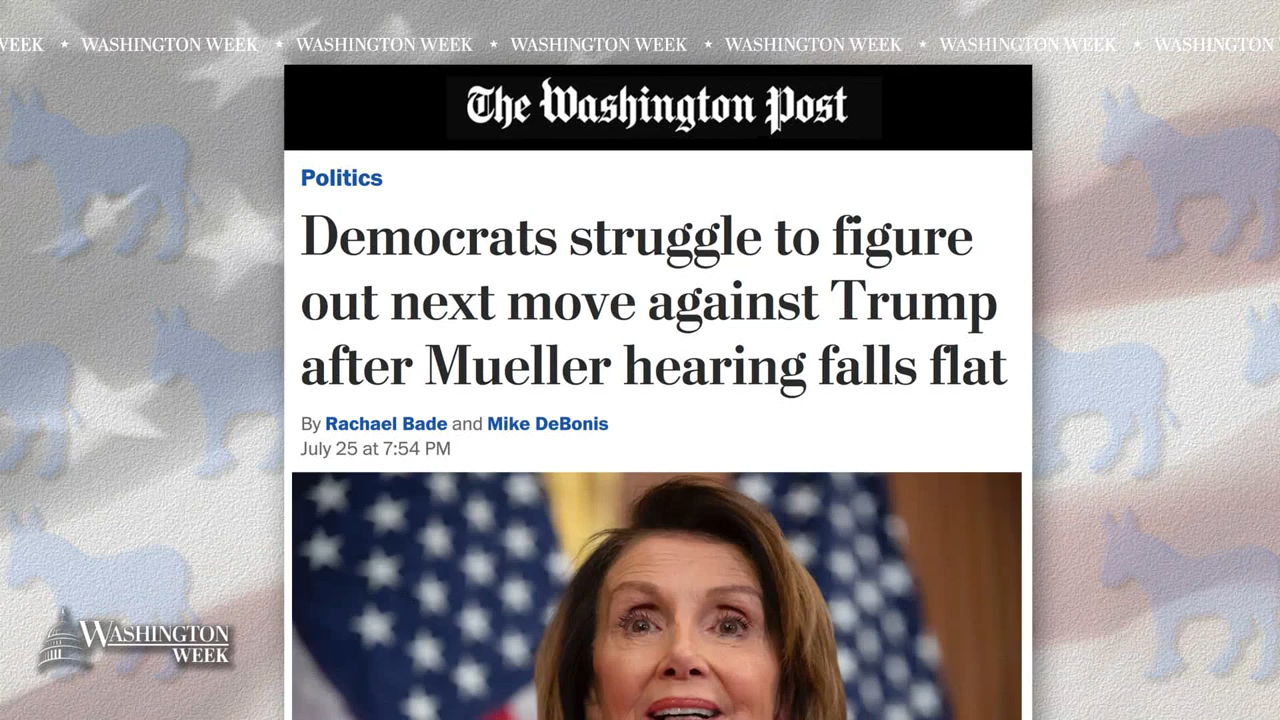 WEEK ★ WASHINGTON WEEK ★ WASHINGTON WEEK ★ WASHINGTON WEEK ★ WASHINGTON WEEK ★ WASHINGTON WEEK ★ WASHINGTON
The Washington Post
Politics
Democrats struggle to figure
out next move against Trump
after Mueller hearing falls flat
By Rachael Bade and Mike DeBonis
July 25 at 7:54 PM
WASHINGTON
WEEK